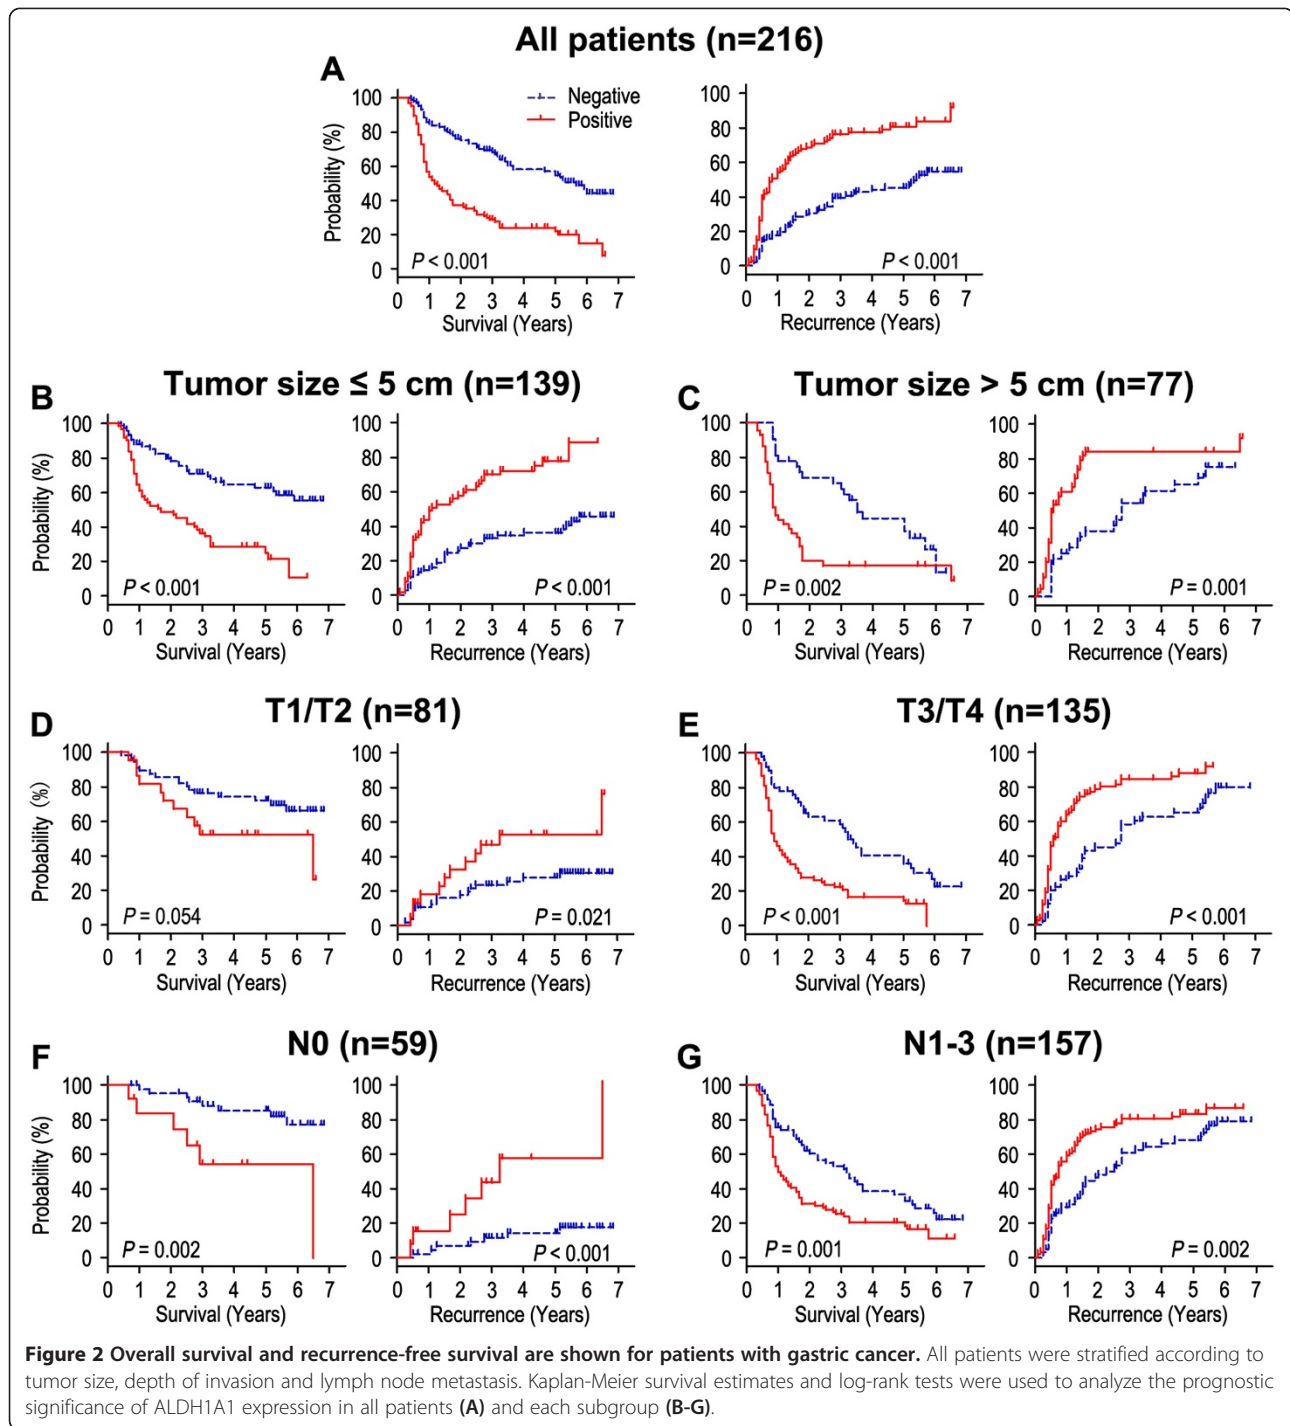 All patients (n=216)
A
Negative
Positive
Probability (%)
100
80
60
40
20
0
P < 0.001
0 1 2 3 4 5 6 7
Survival (Years)
100
80
60
40
20
0
P < 0.001
0 1 2 3 4 5 6 7
Recurrence (Years)
B
Tumor size ≤ 5 cm (n=139)
Probability (%)
100
80
60
40
20
0
P < 0.001
0 1 2 3 4 5 6 7
Survival (Years)
100
80
60
40
20
0
P < 0.001
0 1 2 3 4 5 6 7
Recurrence (Years)
C
Tumor size > 5 cm (n=77)
100
80
60
40
20
0
P = 0.002
0 1 2 3 4 5 6 7
Survival (Years)
100
80
60
40
20
0
P = 0.001
0 1 2 3 4 5 6 7
Recurrence (Years)
D
T1/T2 (n=81)
Probability (%)
100
80
60
40
20
0
P = 0.054
0 1 2 3 4 5 6 7
Survival (Years)
100
80
60
40
20
0
P = 0.021
0 1 2 3 4 5 6 7
Recurrence (Years)
E
T3/T4 (n=135)
100
80
60
40
20
0
P < 0.001
0 1 2 3 4 5 6 7
Survival (Years)
100
80
60
40
20
0
P < 0.001
0 1 2 3 4 5 6 7
Recurrence (Years)
F
N0 (n=59)
Probability (%)
100
80
60
40
20
0
P = 0.002
0 1 2 3 4 5 6 7
Survival (Years)
100
80
60
40
20
0
P < 0.001
0 1 2 3 4 5 6 7
Recurrence (Years)
G
N1-3 (n=157)
100
80
60
40
20
0
P = 0.001
0 1 2 3 4 5 6 7
Survival (Years)
100
80
60
40
20
0
P = 0.002
0 1 2 3 4 5 6 7
Recurrence (Years)
Figure 2 Overall survival and recurrence-free survival are shown for patients with gastric cancer. All patients were stratified according to
tumor size, depth of invasion and lymph node metastasis. Kaplan-Meier survival estimates and log-rank tests were used to analyze the prognostic
significance of ALDH1A1 expression in all patients (A) and each subgroup (B-G).